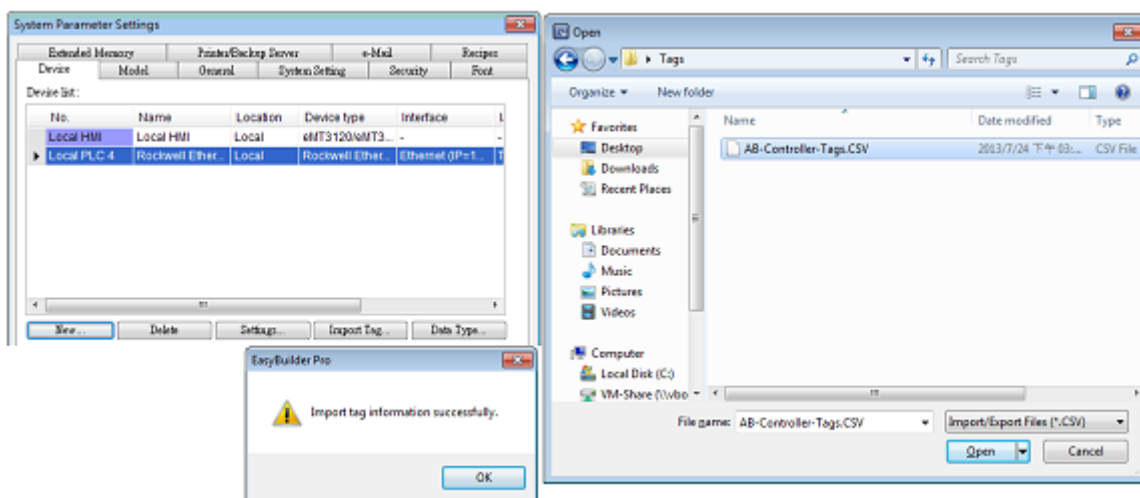 System Parameter Settings
Extended Memory Printer/Backup Server e-Mail Recipes
Device Model General System Setting Security Font
Device list :
No. Name Location Device type Interface L
Local HMI Local HMI Local eMT3120/eMT3... - -
Local PLC 4 Rockwell Ether... Local Rockwell Ether... Ethernet (IP=1... 1
New... Delete Settings... Import Tag... Data Type...
EasyBuilder Pro
Import tag information successfully.
OK
Open
Tags
Search Tags
Organize New folder
Favorites
Desktop
Downloads
Recent Places
Libraries
Documents
Music
Pictures
Videos
Computer
Local Disk (C:)
VM-Share (\\vbo
Name Date modified Type
AB-Controller-Tags.CSV 2013/7/24 下午 03:... CSV File
File name: AB-Controller-Tags.CSV Import/Export Files (*.CSV)
Open Cancel